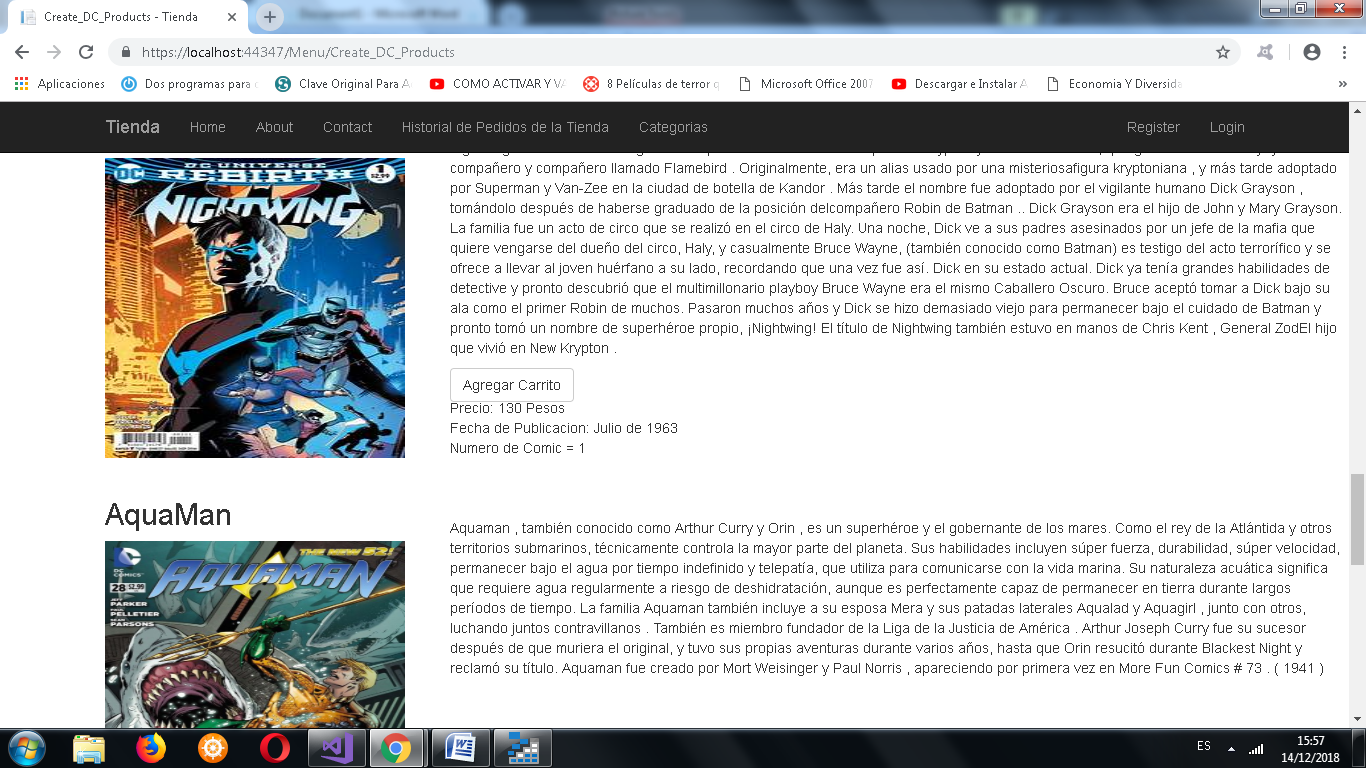 Create_DC_Products - Tienda
https://localhost:44347/Menu/Create_DC_Products
Aplicaciones
Dos programas para
Clave Original Para A
COMO ACTIVAR Y VA
8 Películas de terror q
Microsoft Office 2007
Descargar e Instalar A
Economia Y Diversida
»
Tienda
Home
About
Contact
Historial de Pedidos de la Tienda
Categorias
Register
Login
DC UNIVERSE
REBIRTH
DC
1
$2.99
NIGHTWING
compañero y compañero llamado Flamebird . Originalmente, era un alias usado por una misteriosafigura kryptoniana , y más tarde adoptado
por Superman y Van-Zee en la ciudad de botella de Kandor . Más tarde el nombre fue adoptado por el vigilante humano Dick Grayson ,
tomándolo después de haberse graduado de la posición delcompañero Robin de Batman .. Dick Grayson era el hijo de John y Mary Grayson.
La familia fue un acto de circo que se realizó en el circo de Haly. Una noche, Dick ve a sus padres asesinados por un jefe de la mafia que
quiere vengarse del dueño del circo, Haly, y casualmente Bruce Wayne, (también conocido como Batman) es testigo del acto terrorífico y se
ofrece a llevar al joven huérfano a su lado, recordando que una vez fue así. Dick en su estado actual. Dick ya tenía grandes habilidades de
detective y pronto descubrió que el multimillonario playboy Bruce Wayne era el mismo Caballero Oscuro. Bruce aceptó tomar a Dick bajo su
ala como el primer Robin de muchos. Pasaron muchos años y Dick se hizo demasiado viejo para permanecer bajo el cuidado de Batman y
pronto tomó un nombre de superhéroe propio, ¡Nightwing! El título de Nightwing también estuvo en manos de Chris Kent , General ZodEl hijo
que vivió en New Krypton .
Agregar Carrito
Precio: 130 Pesos
Fecha de Publicacion: Julio de 1963
Numero de Comic = 1
AquaMan
THE NEW 52!
DC
DC COMICS
AQUAMAN
28
$2.99
JEFF
PARKER
PAUL
PELLETIER
SEAN
PARSONS
Aquaman , también conocido como Arthur Curry y Orin , es un superhéroe y el gobernante de los mares. Como el rey de la Atlántida y otros
territorios submarinos, técnicamente controla la mayor parte del planeta. Sus habilidades incluyen súper fuerza, durabilidad, súper velocidad,
permanecer bajo el agua por tiempo indefinido y telepatía, que utiliza para comunicarse con la vida marina. Su naturaleza acuática significa
que requiere agua regularmente a riesgo de deshidratación, aunque es perfectamente capaz de permanecer en tierra durante largos
períodos de tiempo. La familia Aquaman también incluye a la esposa Mera y sus patadas laterales Aqualad y Aquagirl , junto con otros,
luchando juntos contravillanos . También es miembro fundador de la Liga de la Justicia de América . Arthur Joseph Curry fue su sucesor
después de que muriera el original, y tuvo sus propias aventuras durante varios años, hasta que Orin resucitó durante Blackest Night y
reclamó su título. Aquaman fue creado por Mort Weisinger y Paul Norris , apareciendo por primera vez en More Fun Comics # 73 . ( 1941 )
ES
15:57
14/12/2018